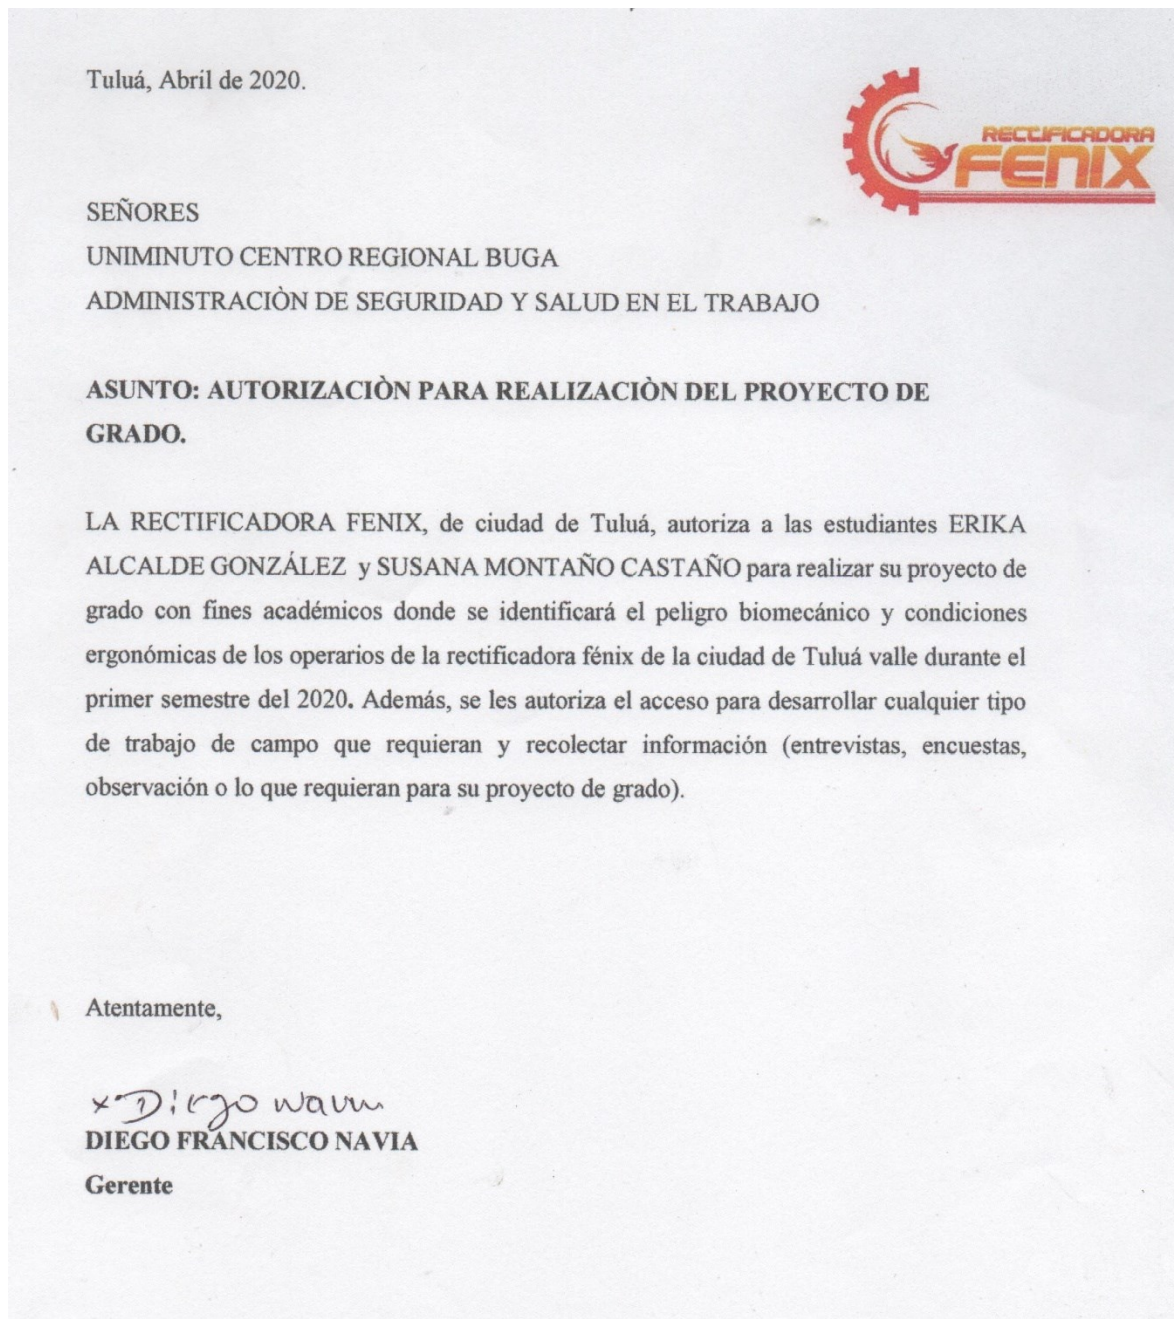 Tuluá, Abril de 2020.
RECTIFICADORA
FENIX
SEÑORES
UNIMINUTO CENTRO REGIONAL BUGA
ADMINISTRACIÒN DE SEGURIDAD Y SALUD EN EL TRABAJO
ASUNTO: AUTORIZACIÒN PARA REALIZACIÒN DEL PROYECTO DE
GRADO.
LA RECTIFICADORA FENIX, de ciudad de Tuluá, autoriza a las estudiantes ERIKA
ALCALDE GONZÁLEZ y SUSANA MONTAÑO CASTAÑO para realizar su proyecto de
grado con fines académicos donde se identificará el peligro biomecánico y condiciones
ergonómicas de los operarios de la rectificadora fénix de la ciudad de Tuluá valle durante el
primer semestre del 2020. Además, se les autoriza el acceso para desarrollar cualquier tipo
de trabajo de campo que requieran y recolectar información (entrevistas, encuestas,
observación o lo que requieran para su proyecto de grado).
Atentamente,
x Diego Navia
DIEGO FRANCISCO NAVIA
Gerente